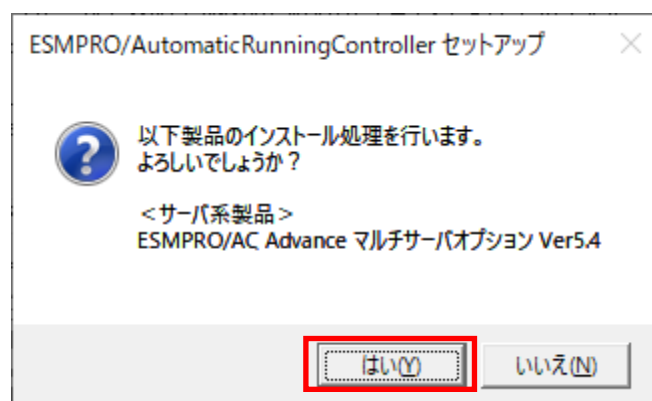 ESMPRO/AutomaticRunningController セットアップ
以下製品のインストール処理を行います。
よろしいでしょうか？
＜サーバ系製品＞
ESMPRO/AC Advance マルチサーバオプション Ver5.4
はい(Y)
いいえ(N)